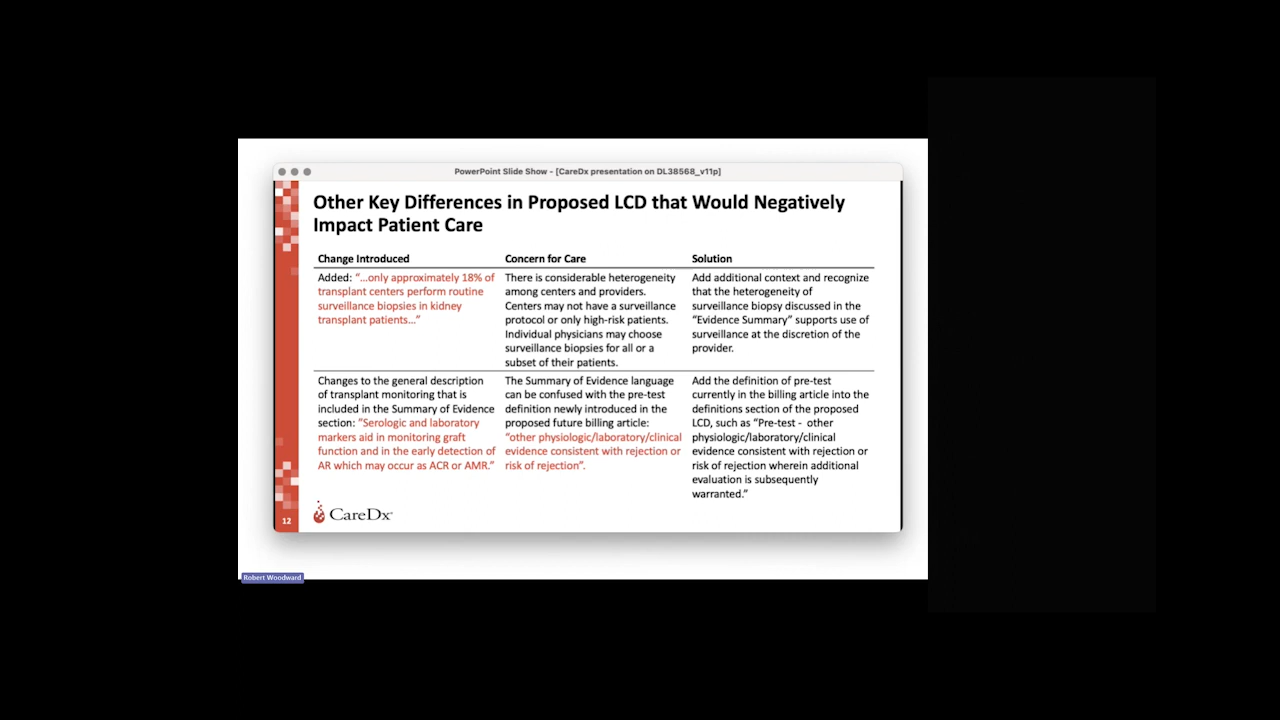 PowerPoint Slide Show - [CareDx presentation on DL38568_v11p]
Other Key Differences in Proposed LCD that Would Negatively
Impact Patient Care
Change Introduced
Concern for Care
Solution
Added: “…only approximately 18% of
transplant centers perform routine
surveillance biopsies in kidney
transplant patients…”
There is considerable heterogeneity
among centers and providers.
Centers may not have a surveillance
protocol or only high-risk patients.
Individual physicians may choose
surveillance biopsies for all or a
subset of their patients.
Add additional context and recognize
that the heterogeneity of
surveillance biopsy discussed in the
“Evidence Summary” supports use of
surveillance at the discretion of the
provider.
Changes to the general description
of transplant monitoring that is
included in the Summary of Evidence
section: “Serologic and laboratory
markers aid in monitoring graft
function and in the early detection of
AR which may occur as ACR or AMR.”
The Summary of Evidence language
can be confused with the pre-test
definition newly introduced in the
proposed future billing article:
“other physiologic/laboratory/clinical
evidence consistent with rejection or
risk of rejection”.
Add the definition of pre-test
currently in the billing article into the
definitions section of the proposed
LCD, such as “Pre-test - other
physiologic/laboratory/clinical
evidence consistent with rejection or
risk of rejection wherein additional
evaluation is subsequently
warranted.”
12
CareDx
Robert Woodward